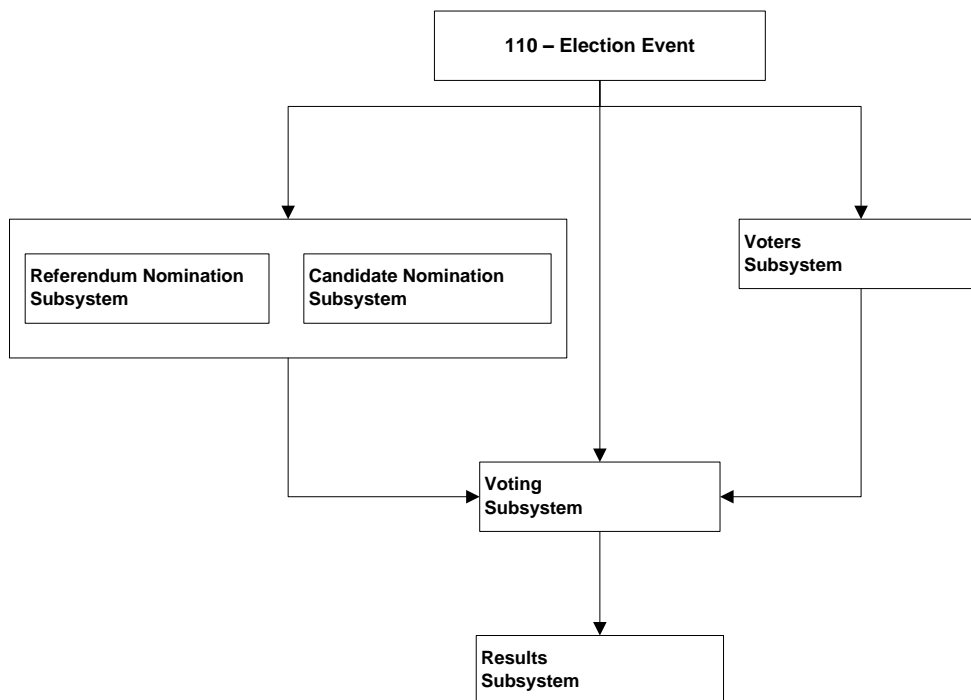 110 – Election Event
Referendum Nomination
Subsystem
Candidate Nomination
Subsystem
Voters
Subsystem
Voting
Subsystem
Results
Subsystem